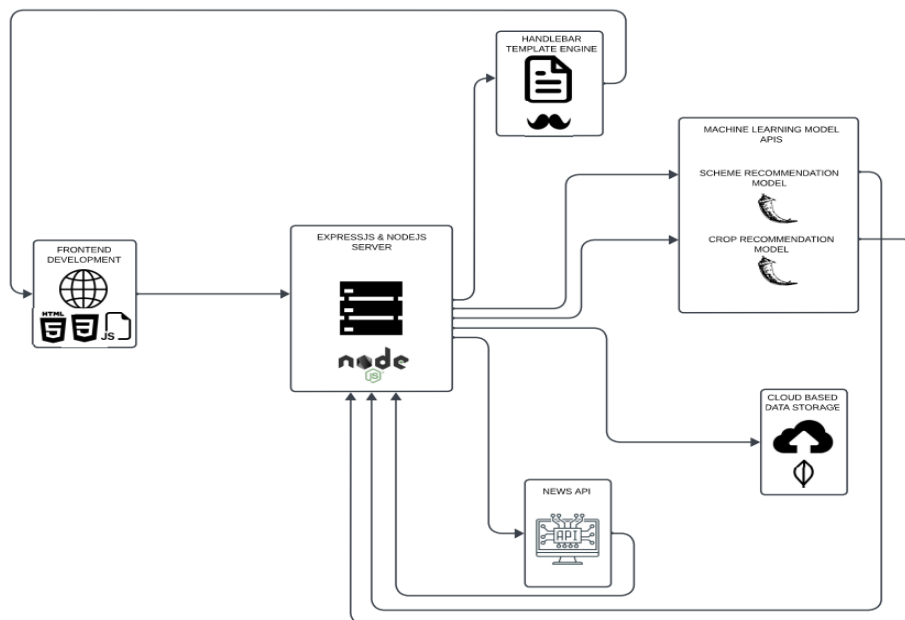 HANDLEBAR
TEMPLATE ENGINE
MACHINE LEARNING MODEL
APIS
SCHEME RECOMMENDATION
MODEL
CROP RECOMMENDATION
MODEL
EXPRESSJS & NODEJS
SERVER
node
JS
FRONTEND
DEVELOPMENT
HTML
5
3
JS
CLOUD BASED
DATA STORAGE
NEWS API
API